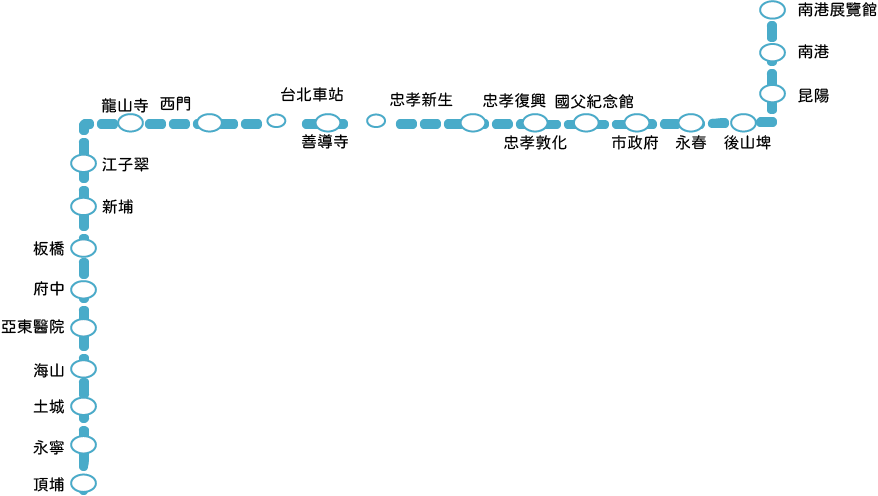 南港展覽館
南港
昆陽
台北車站
忠孝新生
忠孝復興
國父紀念館
龍山寺
西門
善導寺
忠孝敦化
市政府
永春
後山埤
江子翠
新埔
板橋
府中
亞東醫院
海山
土城
永寧
頂埔